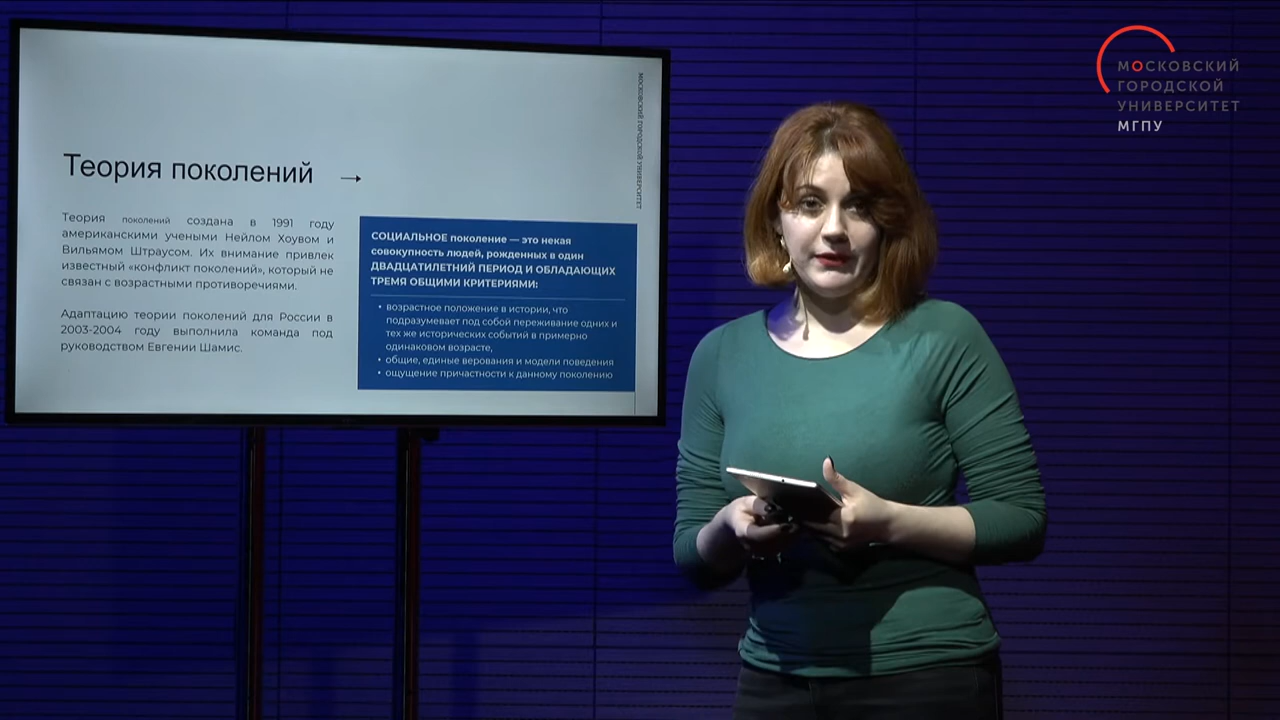 Теория поколений →
Теория поколений создана в 1991 году
американскими учеными Нейлом Хоувом и
Вильямом Штраусом. Их внимание привлек
известный «конфликт поколений», который не
связан с возрастными противоречиями.
Адаптацию теории поколений для России в
2003-2004 году выполнила команда под
руководством Евгении Шамис.
СОЦИАЛЬНОЕ поколение — это некая
совокупность людей, рожденных в один
ДВАДЦАТИЛЕТНИЙ ПЕРИОД И ОБЛАДАЮЩИХ
ТРЕМЯ ОБЩИМИ КРИТЕРИЯМИ:
• возрастное положение в истории, что
подразумевает под собой переживание одних и
тех же исторических событий в примерно
одинаковом возрасте,
• общие, единые верования и модели поведения
• ощущение причастности к данному поколению
МОСКОВСКИЙ ГОРОДСКОЙ УНИВЕРСИТЕТ
МОСКОВСКИЙ
ГОРОДСКОЙ
УНИВЕРСИТЕТ
МГПУ